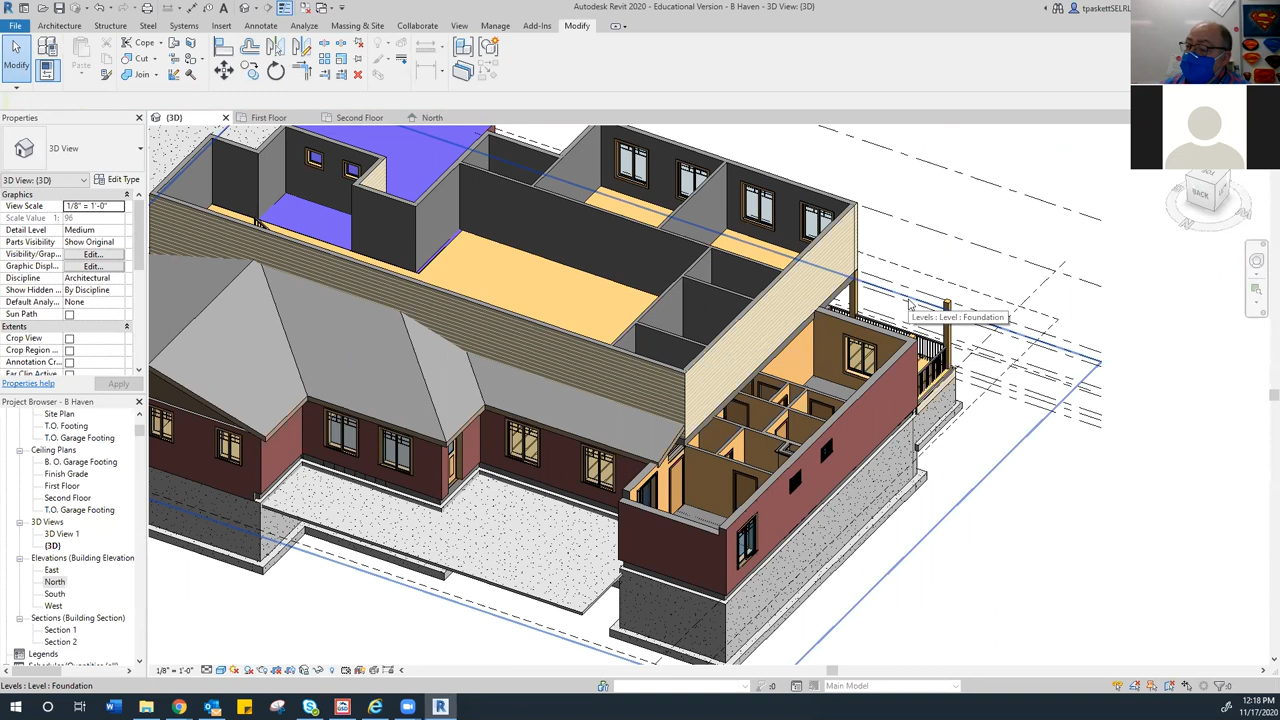 Autodesk Revit 2020 - Educational Version - B Haven - 3D View: {3D}
tpaskettSELRL
File Architecture Structure Steel Systems Insert Annotate Analyze Massing & Site Collaborate View Manage Add-Ins Modify
Modify Paste Cope Cut Join
Properties {3D} First Floor Second Floor North
3D View
3D View: {3D} Edit Type
Graphics
View Scale 1/8" = 1'-0"
Scale Value 1: 96
Detail Level Medium
Parts Visibility Show Original
Visibility/Grap... Edit...
Graphic Displ... Edit...
Discipline Architectural
Show Hidden ... By Discipline
Default Analy... None
Sun Path
Extents
Crop View
Crop Region ...
Annotation Cr...
Far Clip Active
Properties help Apply
Project Browser - B Haven
Site Plan
T.O. Footing
T.O. Garage Footing
Ceiling Plans
B. O. Garage Footing
Finish Grade
First Floor
Second Floor
T.O. Garage Footing
3D Views
3D View 1
{3D}
Elevations (Building Elevation
East
North
South
West
Sections (Building Section)
Section 1
Section 2
Legends
Levels : Level : Foundation
BACK
1/8" = 1'-0"
Levels : Level : Foundation :0 Main Model :0
12:18 PM
11/17/2020